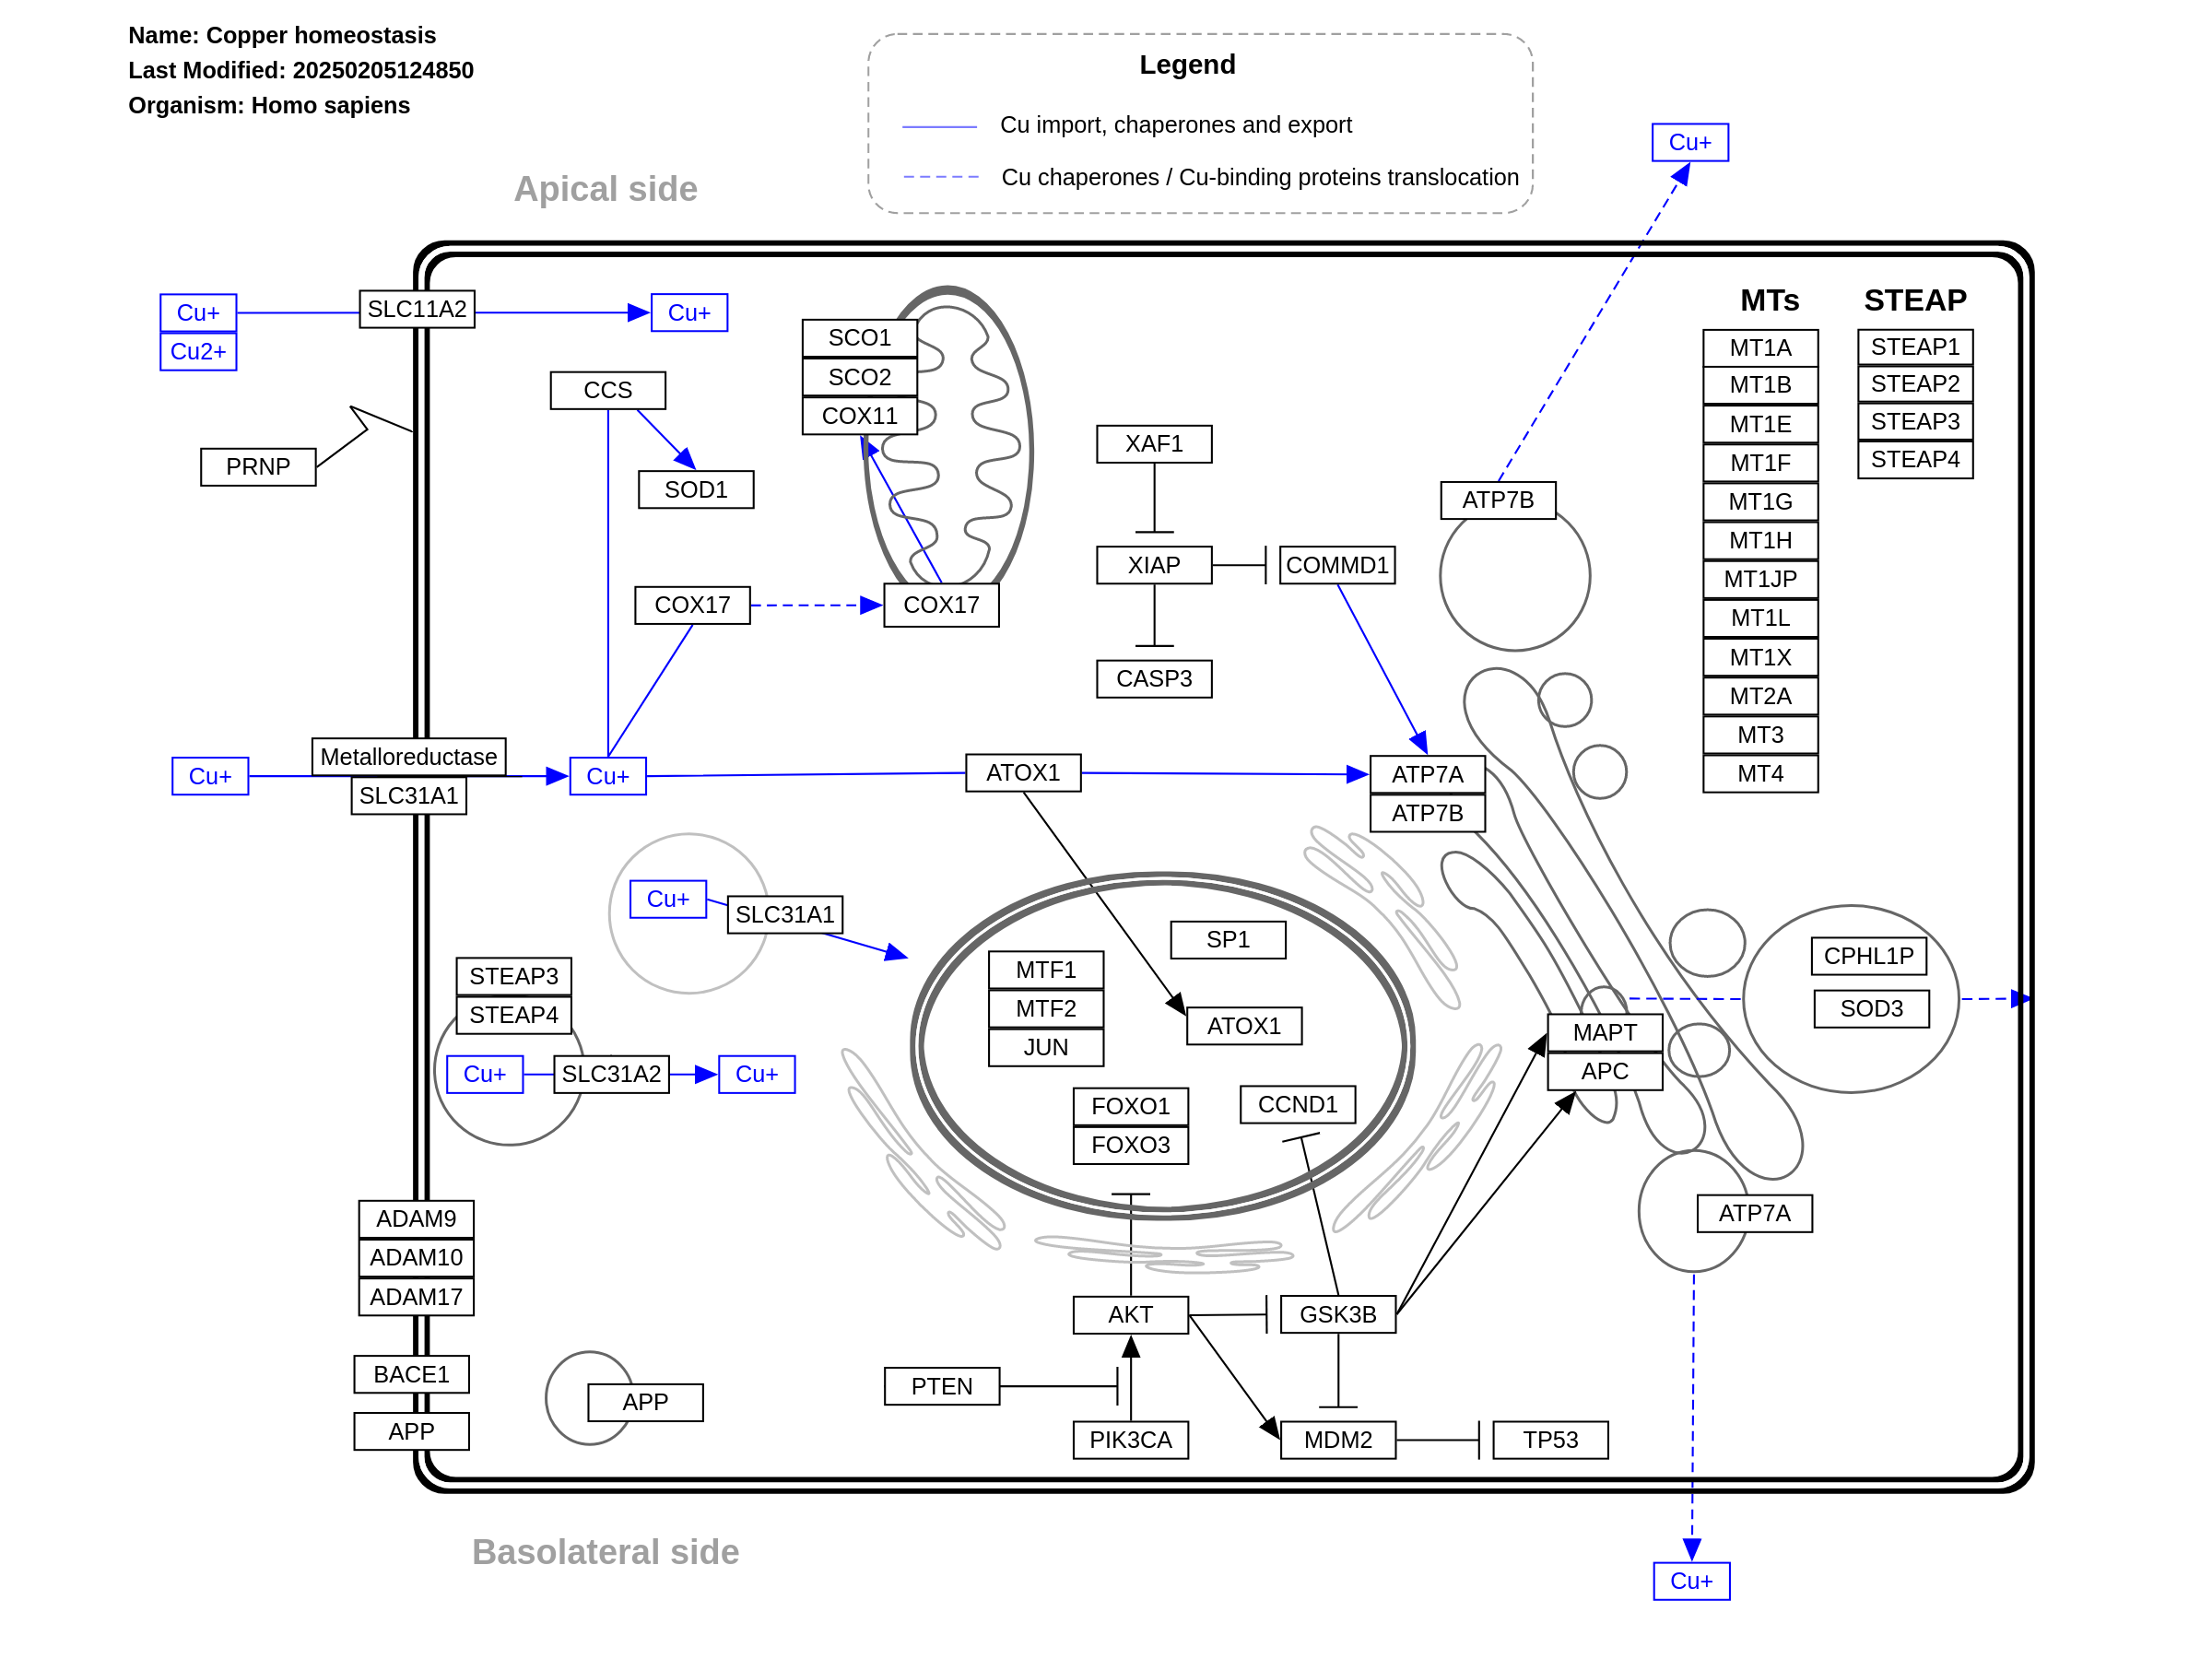 Name: Copper homeostasis
Last Modified: 20250205124850
Organism: Homo sapiens
Legend
Cu import, chaperones and export
Cu chaperones / Cu-binding proteins translocation
Cu+
Apical side
Cu+
Cu2+
SLC11A2
Cu+
PRNP
CCS
SOD1
SCO1
SCO2
COX11
COX17
COX17
XAF1
XIAP
COMMD1
CASP3
ATP7B
MTs
MT1A
MT1B
MT1E
MT1F
MT1G
MT1H
MT1JP
MT1L
MT1X
MT2A
MT3
MT4
STEAP
STEAP1
STEAP2
STEAP3
STEAP4
Cu+
Metalloreductase
SLC31A1
Cu+
ATOX1
ATP7A
ATP7B
Cu+
SLC31A1
STEAP3
STEAP4
Cu+
SLC31A2
Cu+
MTF1
MTF2
JUN
SP1
ATOX1
FOXO1
FOXO3
CCND1
MAPT
APC
CPHL1P
SOD3
ATP7A
ADAM9
ADAM10
ADAM17
BACE1
APP
APP
AKT
GSK3B
PTEN
PIK3CA
MDM2
TP53
Basolateral side
Cu+